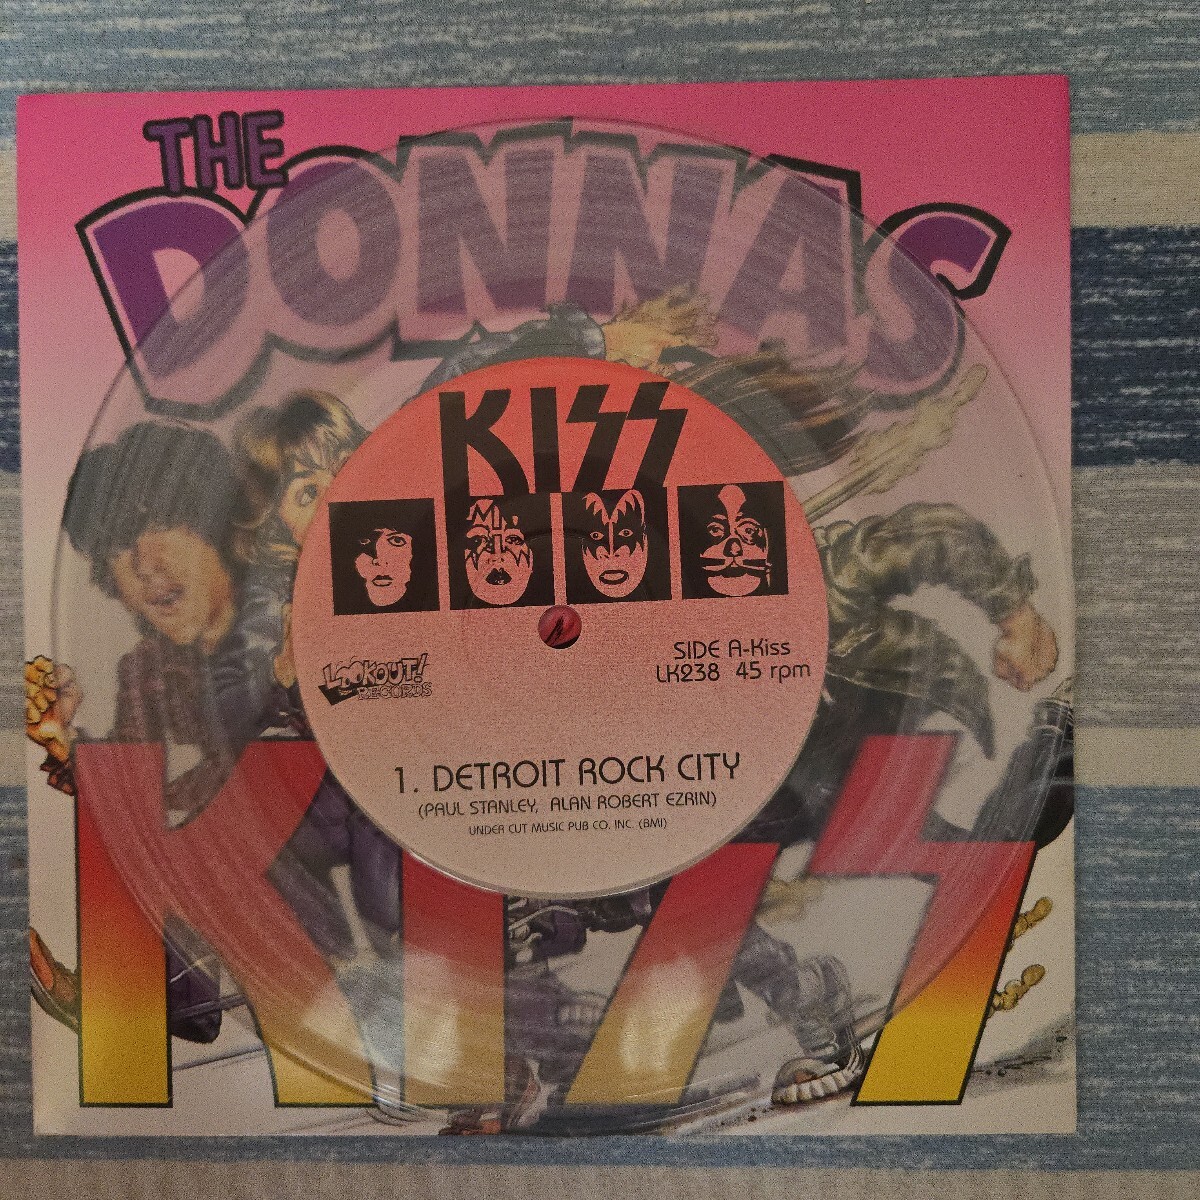 THE
DONNAS
KISS
SIDE A-Kiss
LK238 45 rpm
LOOKOUT!
RECORDS
1. DETROIT ROCK CITY
(PAUL STANLEY, ALAN ROBERT EZRIN)
UNDER CUT MUSIC PUB CO. INC. (BMI)
KISS